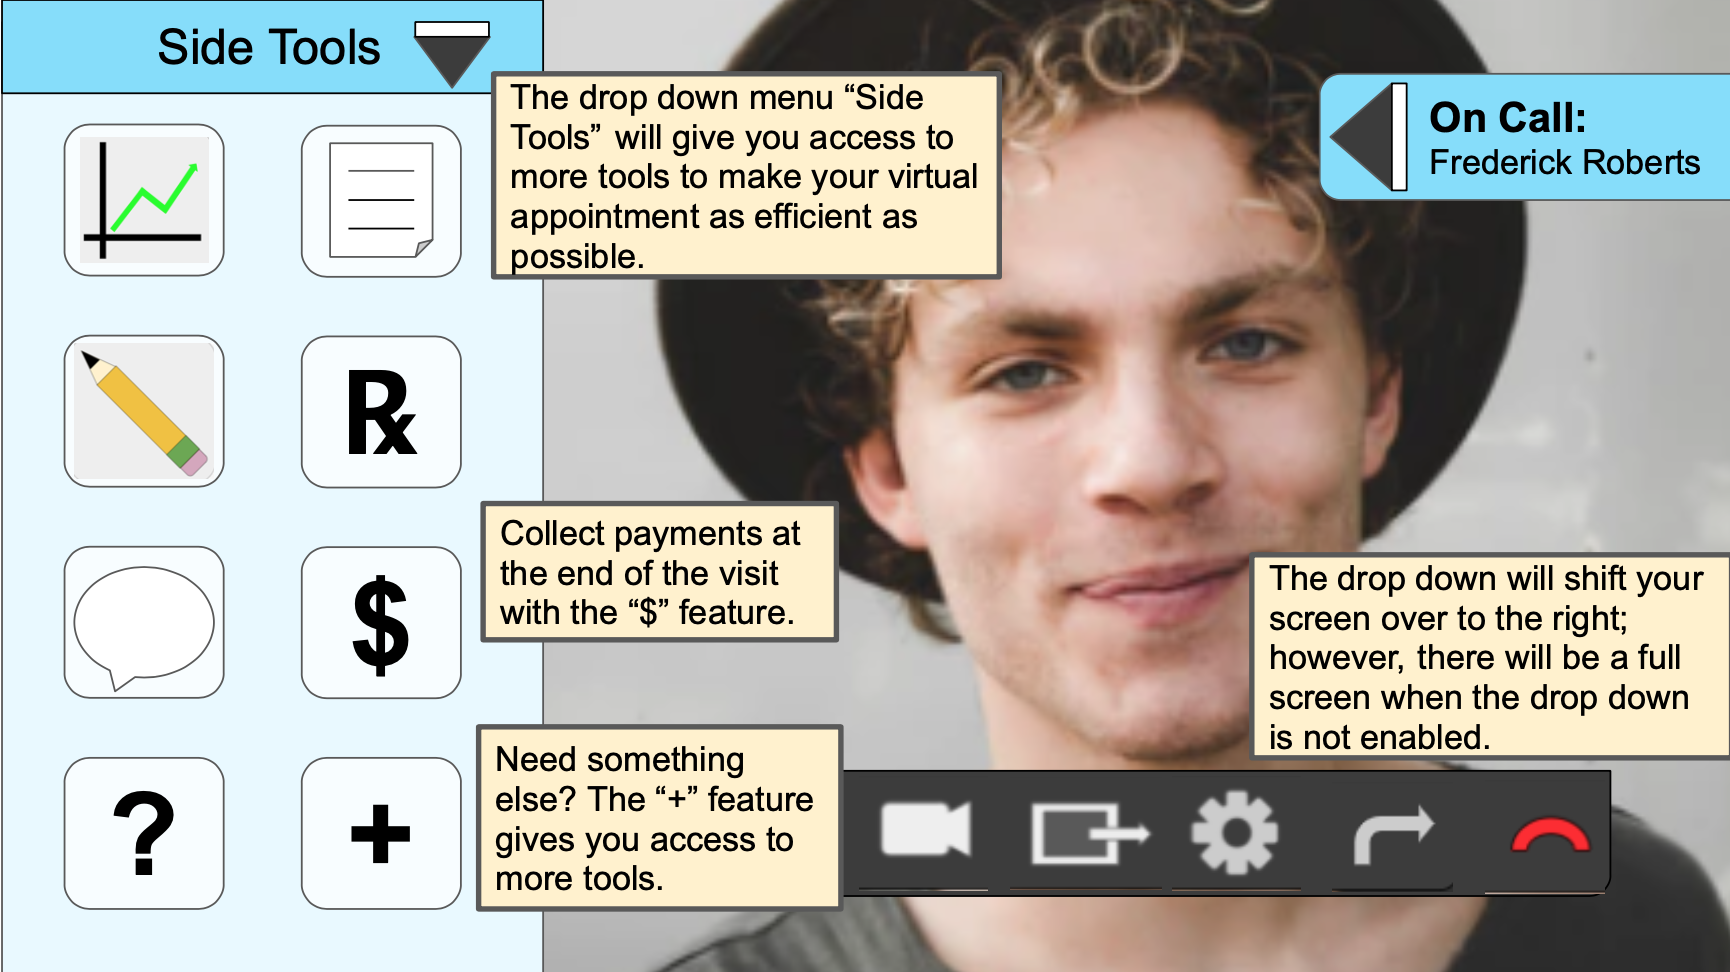 Side Tools
The drop down menu “Side
Tools” will give you access to
more tools to make your virtual
appointment as efficient as
possible.
On Call:
Frederick Roberts
℞
Collect payments at
the end of the visit
with the “$” feature.
$
The drop down will shift your
screen over to the right;
however, there will be a full
screen when the drop down
is not enabled.
Need something
else? The “+” feature
gives you access to
more tools.
?
+